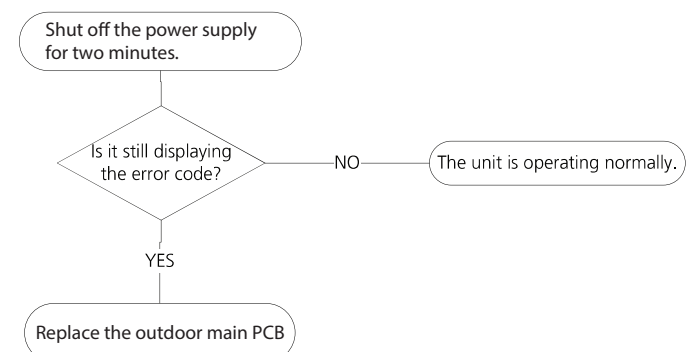 Shut off the power supply
for two minutes.
Is it still displaying
the error code?
NO
The unit is operating normally.
YES
Replace the outdoor main PCB